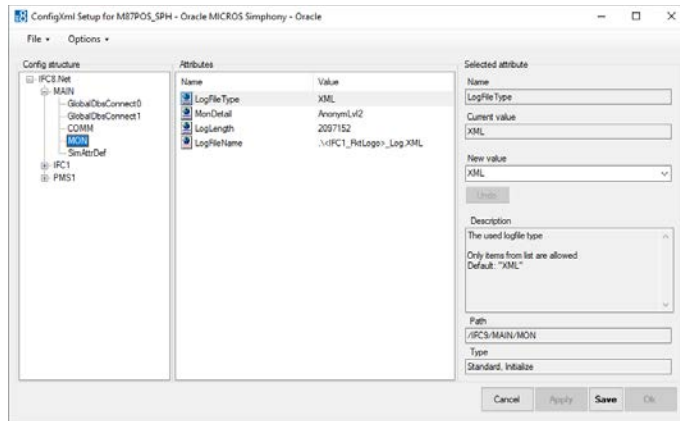 ConfigXml Setup for M87POS_SPH - Oracle MICROS Simphony - Oracle
File Options
Config structure
IFC8.Net
MAIN
GlobalDbsConnect0
GlobalDbsConnect1
COMM
MON
SimAttrDef
IFC1
PMS1
Attributes
Name Value
LogFileType XML
MonDetail AnonymLvl2
LogLength 2097152
LogFileName .\<IFC1_FktLogo>_Log.XML
Selected attribute
Name
LogFileType
Current value
XML
New value
XML
Undo
Description
The used logfile type
Only items from list are allowed
Default: "XML"
Path
/IFC8/MAIN/MON
Type
Standard, Initialize
Cancel Apply Save Ok